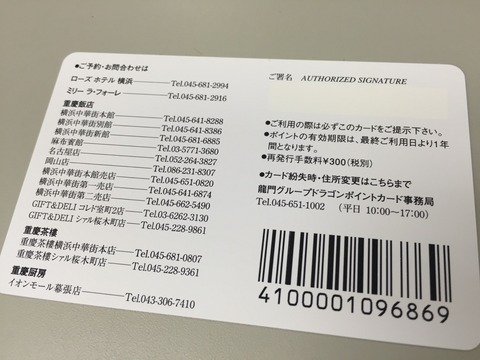 ●ご予約・お問合わせは
ローズ ホテル 横浜 Tel.045-681-2994
ミリー ラ・フォーレ Tel.045-681-2916
重慶飯店
横浜中華街本館 Tel.045-641-8288
横浜中華街別館 Tel.045-641-8386
横浜中華街新館 Tel.045-681-6885
麻布賓館 Tel.03-5771-3680
名古屋店 Tel.052-264-3827
岡山店 Tel.086-231-8307
横浜中華街本館売店 Tel.045-651-0820
横浜中華街第一売店 Tel.045-641-6874
横浜中華街第二売店 Tel.045-662-5490
GIFT&DELI コレド室町2店 Tel.03-6262-3130
GIFT&DELI シァル桜木町店 Tel.045-228-9861
重慶茶樓
重慶茶樓横浜中華街本店 Tel.045-681-0807
重慶茶樓シァル桜木町店 Tel.045-228-9361
重慶厨房
イオンモール幕張店 Tel.043-306-7410
ご署名 AUTHORIZED SIGNATURE
●ご利用の際は必ずこのカードをご提示下さい。
●ポイントの有効期限は、最終ご利用日より1年
間となります。
●再発行手数料¥300(税別)
●カード紛失時・住所変更はこちらまで
龍門グループドラゴンポイントカード事務局
Tel.045-651-1002 (平日 10:00~17:00)
4100001096869